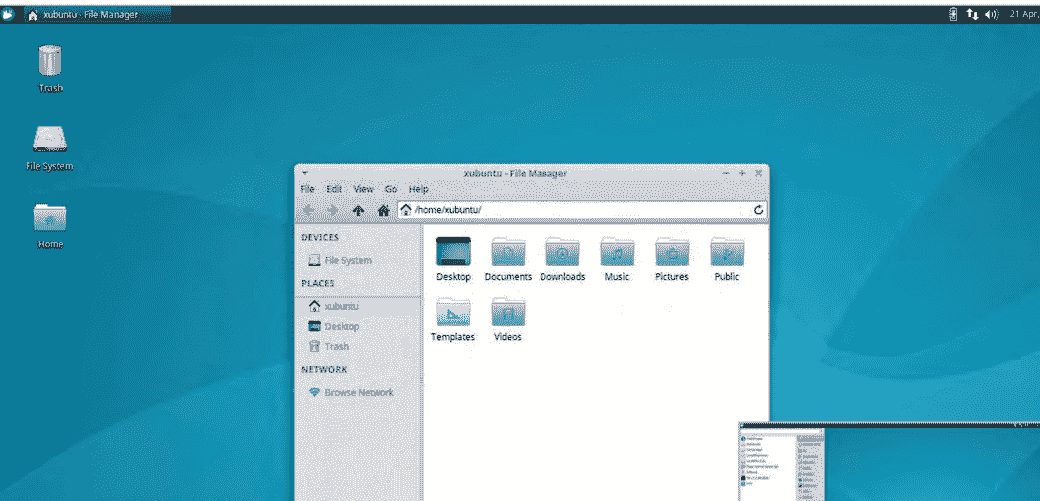 xubuntu - File Manager
21 Apr,
Trash
File System
Home
xubuntu - File Manager
File Edit View Go Help
/home/xubuntu/
DEVICES
File System
PLACES
xubuntu
Desktop
Trash
NETWORK
Browse Network
Desktop Documents Downloads Music Pictures Public
Templates Videos